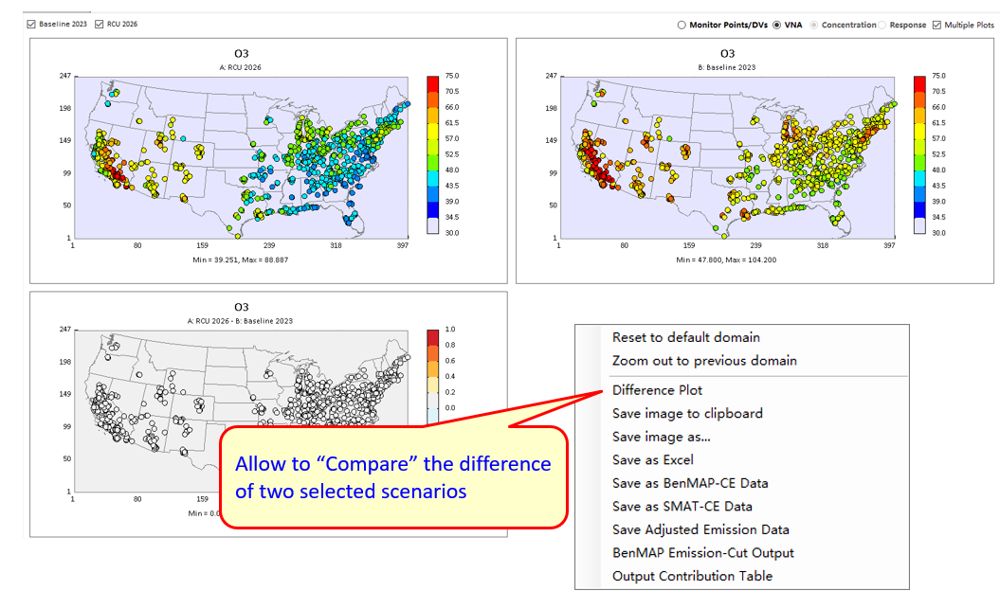 Baseline 2023 RCU 2026
Monitor Points/DVs VNA Concentration Response Multiple Plots
O3
A: RCU 2026
247
198
149
99
50
1
1 80 159 239 318 397
75.0
70.5
66.0
61.5
57.0
52.5
48.0
43.5
39.0
34.5
30.0
Min = 39.251, Max = 88.887
O3
B: Baseline 2023
247
198
149
99
50
1
1 80 159 239 318 397
75.0
70.5
66.0
61.5
57.0
52.5
48.0
43.5
39.0
34.5
30.0
Min = 47.800, Max = 104.200
O3
A: RCU 2026 - B: Baseline 2023
247
198
149
99
50
1
1 80 159
1.0
0.8
0.6
0.4
0.2
0.0
Min = 0.0
Allow to “Compare” the difference
of two selected scenarios
Reset to default domain
Zoom out to previous domain
Difference Plot
Save image to clipboard
Save image as...
Save as Excel
Save as BenMAP-CE Data
Save as SMAT-CE Data
Save Adjusted Emission Data
BenMAP Emission-Cut Output
Output Contribution Table